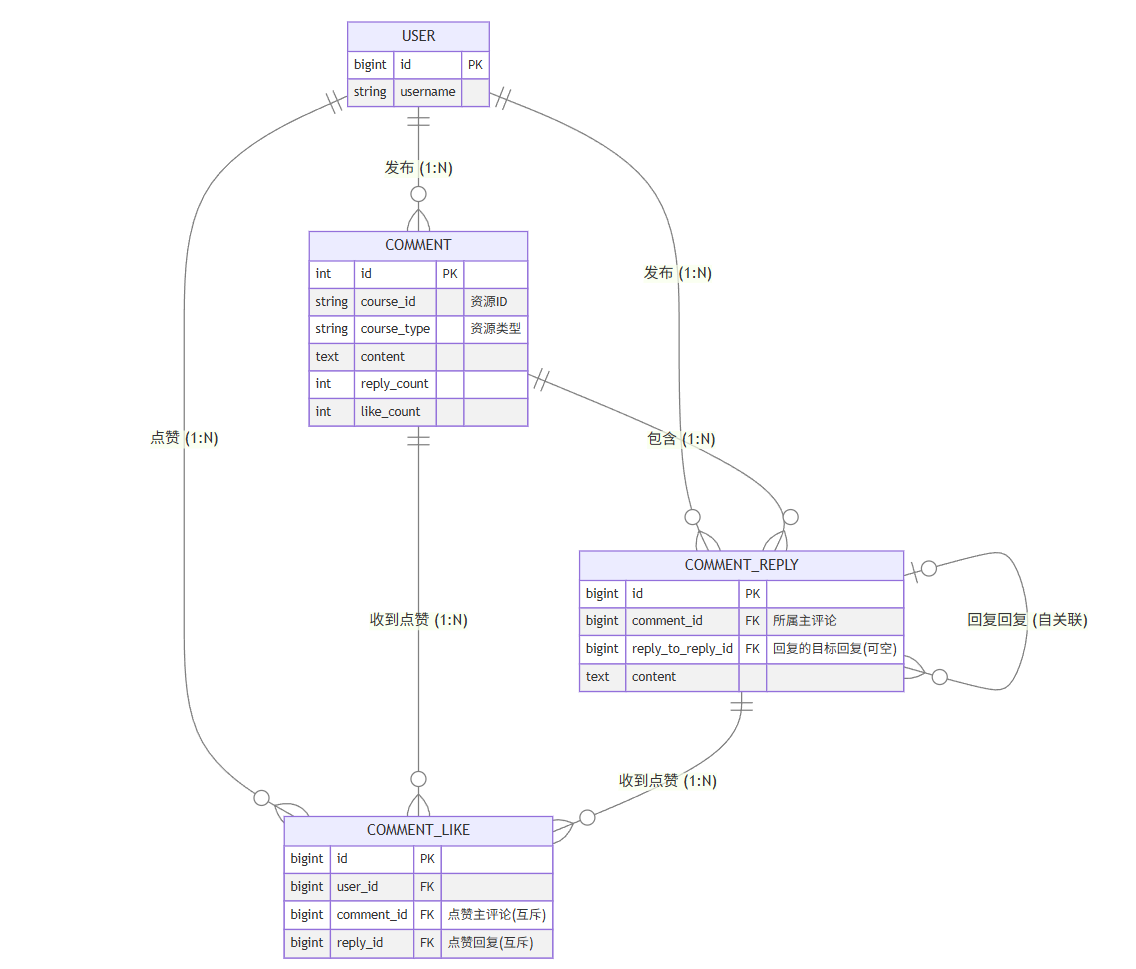 USER
bigint id PK
string username
发布 (1:N)
COMMENT
int id PK
string course_id 资源ID
string course_type 资源类型
text content
int reply_count
int like_count
发布 (1:N)
点赞 (1:N)
包含 (1:N)
COMMENT_REPLY
bigint id PK
bigint comment_id FK 所属主评论
bigint reply_to_reply_id FK 回复的目标回复(可空)
text content
回复回复 (自关联)
收到点赞 (1:N)
收到点赞 (1:N)
COMMENT_LIKE
bigint id PK
bigint user_id FK
bigint comment_id FK 点赞主评论(互斥)
bigint reply_id FK 点赞回复(互斥)